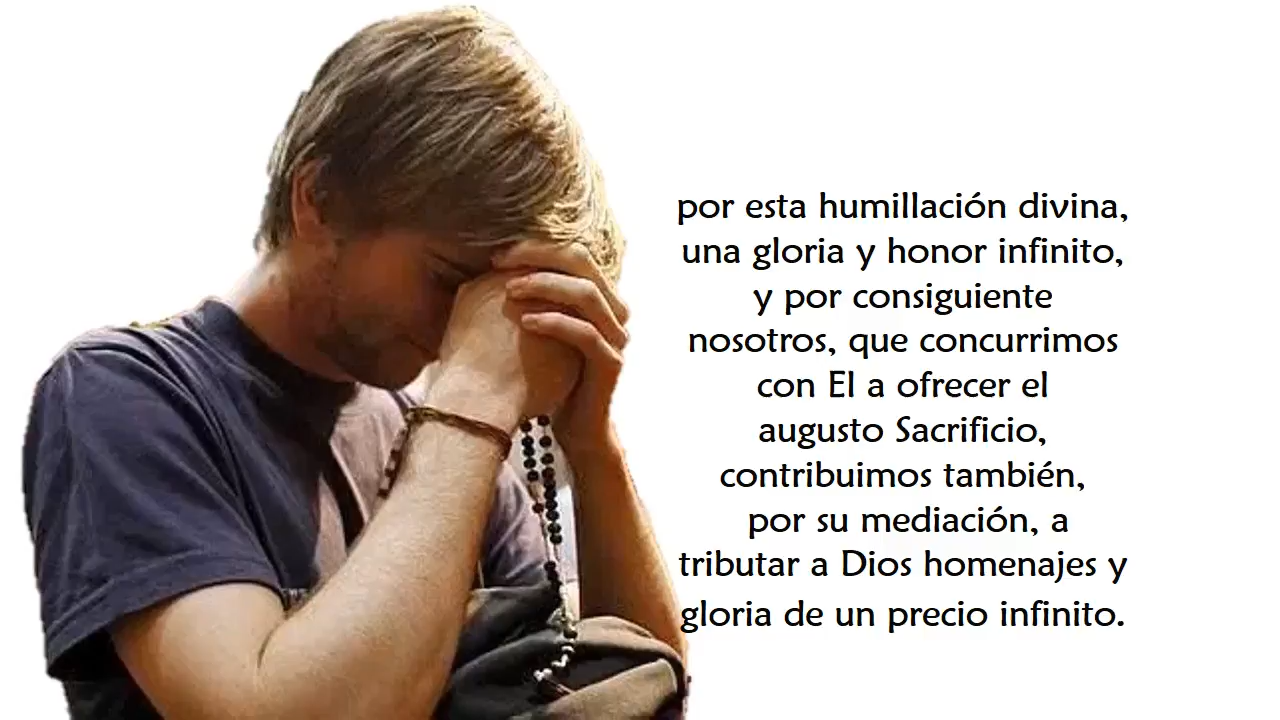 por esta humillación divina,
una gloria y honor infinito,
y por consiguiente
nosotros, que concurrimos
con El a ofrecer el
augusto Sacrificio,
contribuimos también,
por su mediación, a
tributar a Dios homenajes y
gloria de un precio infinito.